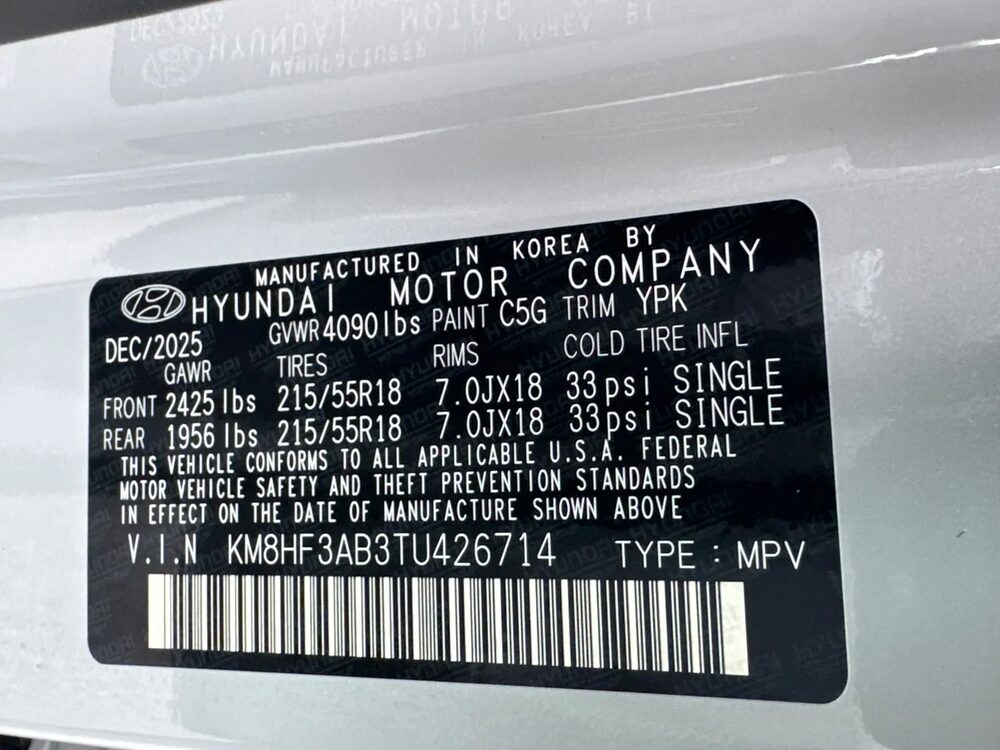 MANUFACTURED IN KOREA BY
HYUNDAI MOTOR COMPANY
DEC/2025 GVWR 4090lbs PAINT C5G TRIM YPK
GAWR TIRES RIMS COLD TIRE INFL
FRONT 2425 lbs 215/55R18 7.0JX18 33psi SINGLE
REAR 1956 lbs 215/55R18 7.0JX18 33psi SINGLE
THIS VEHICLE CONFORMS TO ALL APPLICABLE U.S.A. FEDERAL
MOTOR VEHICLE SAFETY AND THEFT PREVENTION STANDARDS
IN EFFECT ON THE DATE OF MANUFACTURE SHOWN ABOVE
V.I.N KM8HF3AB3TU426714 TYPE : MPV